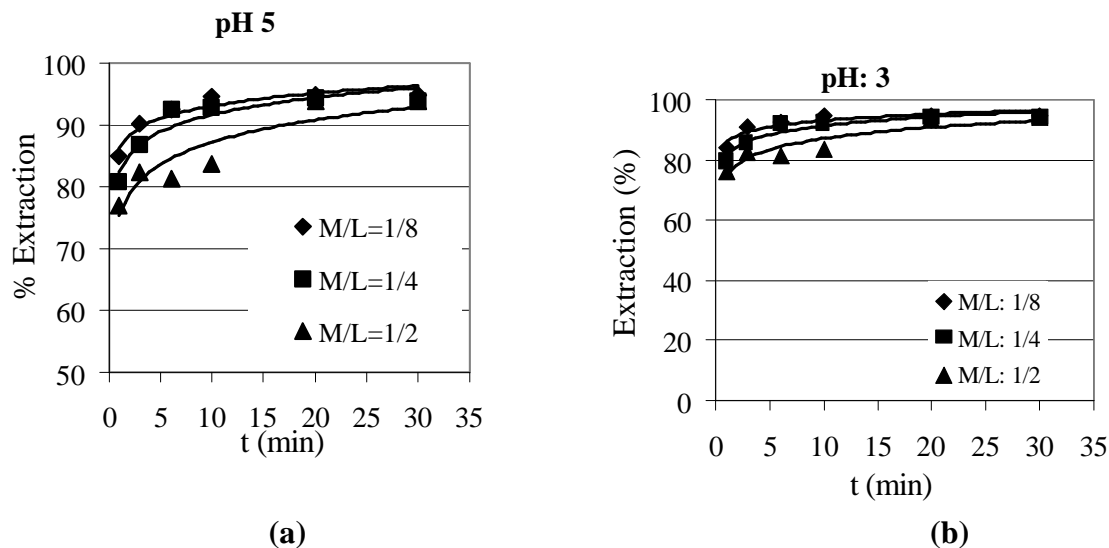 pH 5
% Extraction
100
90
80
70
60
50
0 5 10 15 20 25 30 35
t (min)
M/L=1/8
M/L=1/4
M/L=1/2
(a)
pH: 3
Extraction (%)
100
80
60
40
20
0
0 5 10 15 20 25 30 35
t (min)
M/L: 1/8
M/L: 1/4
M/L: 1/2
(b)